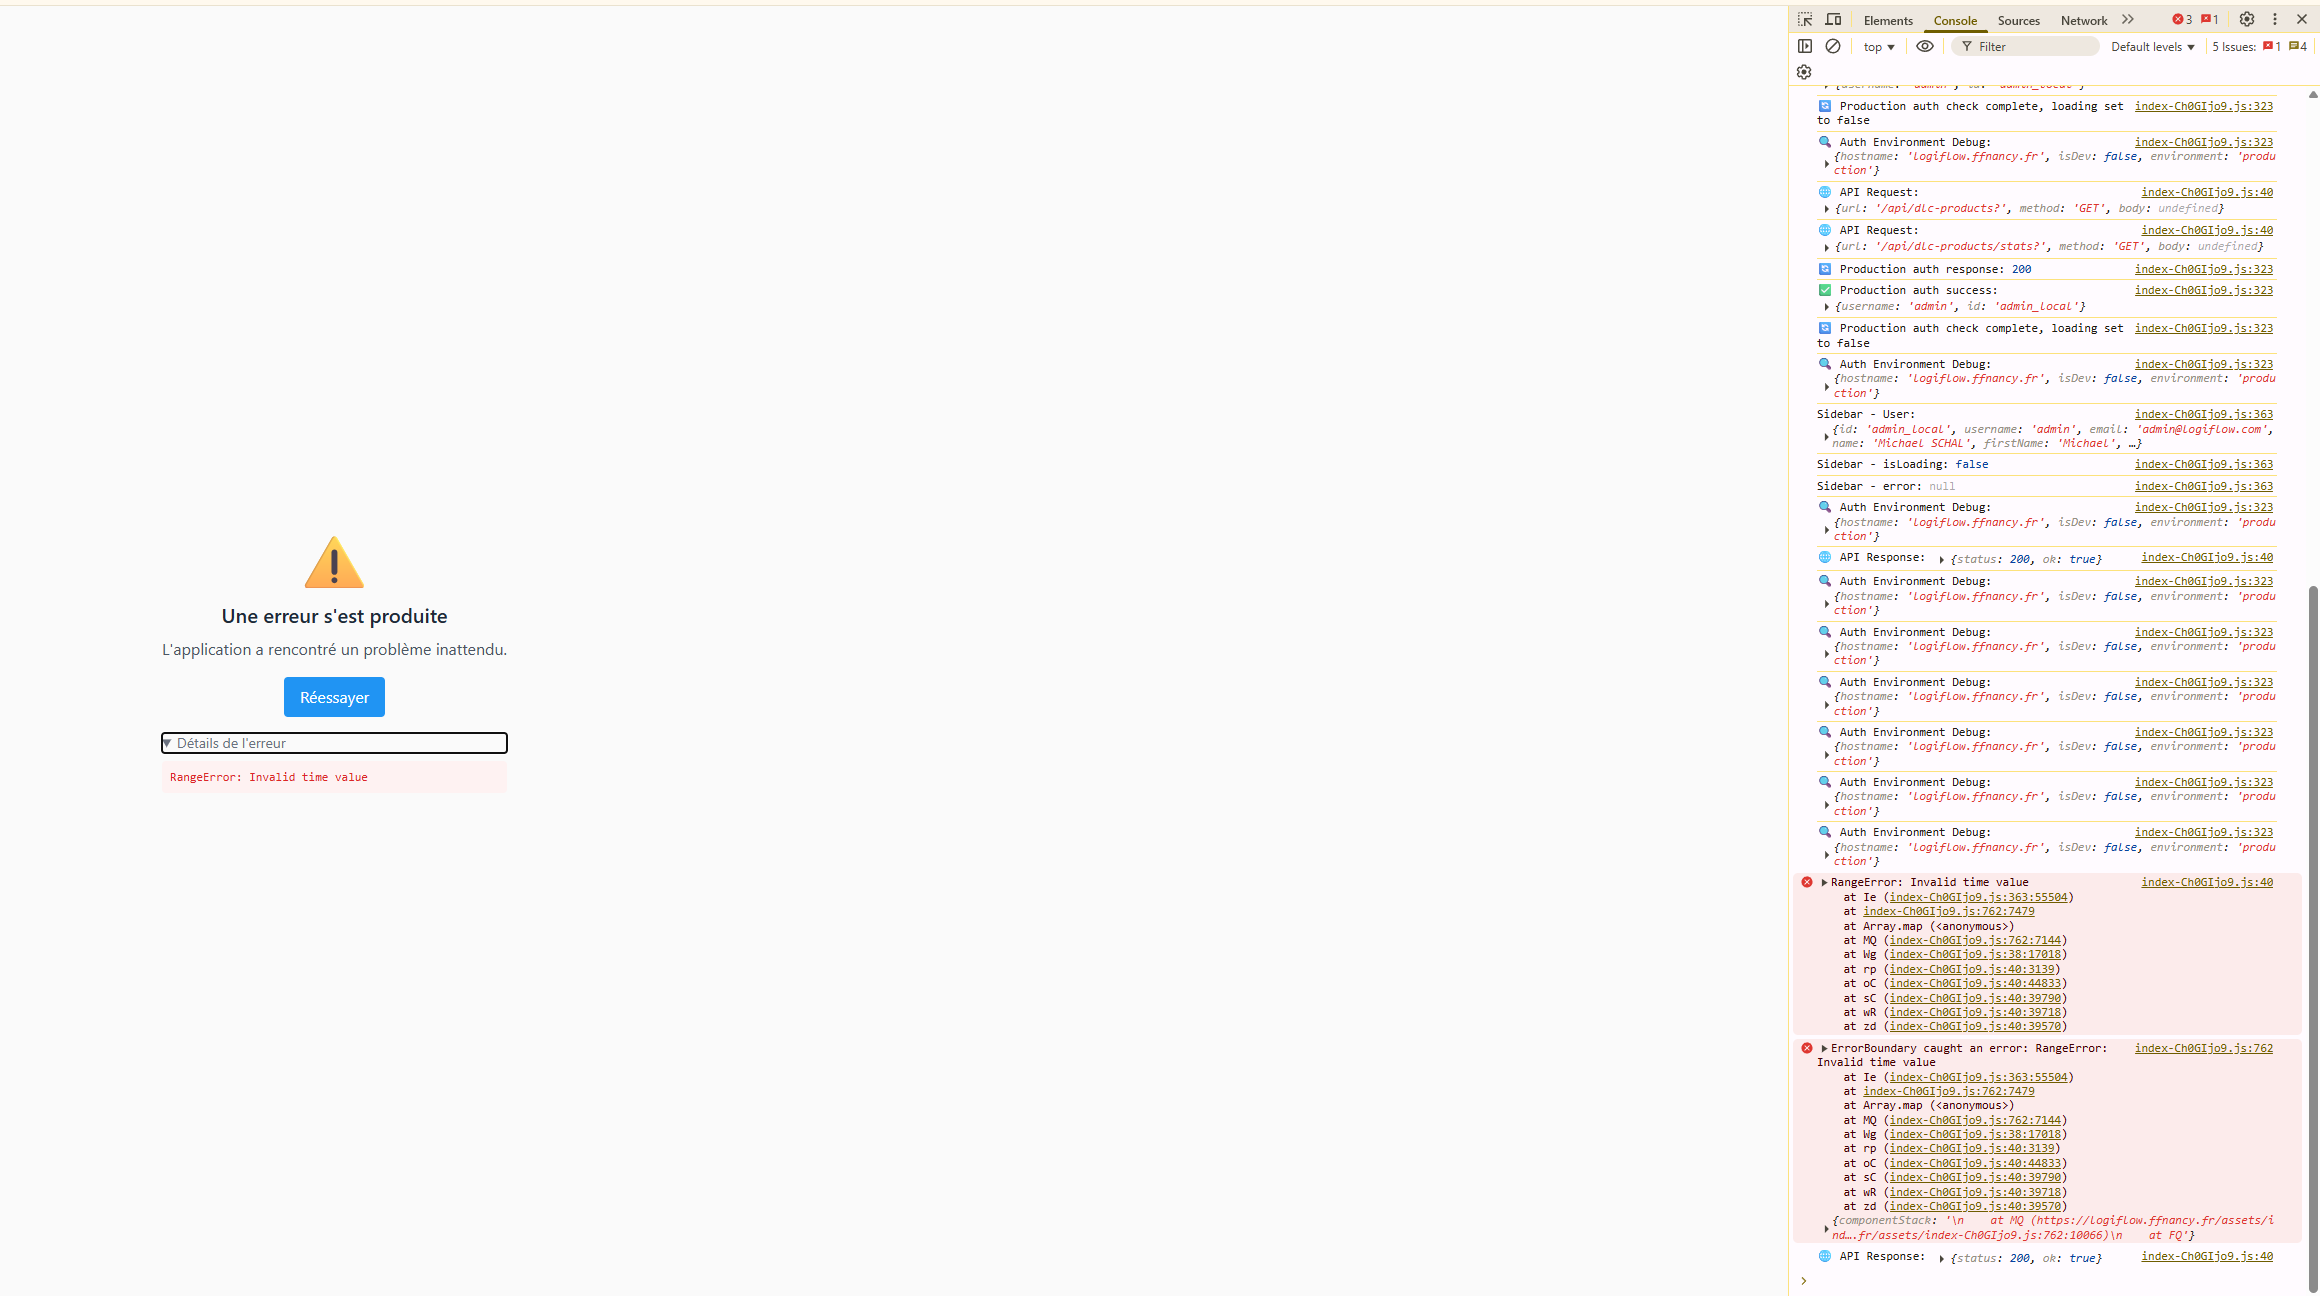 Une erreur s'est produite
L'application a rencontré un problème inattendu.
Réessayer
▼ Détails de l'erreur
RangeError: Invalid time value
Elements Console Sources Network 3 1
top ▼ Filter Default levels ▼ 5 Issues: 1 4
Production auth check complete, loading set index-Ch0GIjo9.js:323
to false
Auth Environment Debug: index-Ch0GIjo9.js:323
{hostname: 'logiflow.ffnancy.fr', isDev: false, environment: 'produ
ction'}
API Request: index-Ch0GIjo9.js:40
{url: '/api/dlc-products?', method: 'GET', body: undefined}
API Request: index-Ch0GIjo9.js:40
{url: '/api/dlc-products/stats?', method: 'GET', body: undefined}
Production auth response: 200 index-Ch0GIjo9.js:323
Production auth success: index-Ch0GIjo9.js:323
{username: 'admin', id: 'admin_local'}
Production auth check complete, loading set index-Ch0GIjo9.js:323
to false
Auth Environment Debug: index-Ch0GIjo9.js:323
{hostname: 'logiflow.ffnancy.fr', isDev: false, environment: 'produ
ction'}
Sidebar - User: index-Ch0GIjo9.js:363
{id: 'admin_local', username: 'admin', email: 'admin@logiflow.com',
name: 'Michael SCHAL', firstName: 'Michael', …}
Sidebar - isLoading: false index-Ch0GIjo9.js:363
Sidebar - error: null index-Ch0GIjo9.js:363
Auth Environment Debug: index-Ch0GIjo9.js:323
{hostname: 'logiflow.ffnancy.fr', isDev: false, environment: 'produ
ction'}
API Response: {status: 200, ok: true} index-Ch0GIjo9.js:40
Auth Environment Debug: index-Ch0GIjo9.js:323
{hostname: 'logiflow.ffnancy.fr', isDev: false, environment: 'produ
ction'}
Auth Environment Debug: index-Ch0GIjo9.js:323
{hostname: 'logiflow.ffnancy.fr', isDev: false, environment: 'produ
ction'}
Auth Environment Debug: index-Ch0GIjo9.js:323
{hostname: 'logiflow.ffnancy.fr', isDev: false, environment: 'produ
ction'}
Auth Environment Debug: index-Ch0GIjo9.js:323
{hostname: 'logiflow.ffnancy.fr', isDev: false, environment: 'produ
ction'}
Auth Environment Debug: index-Ch0GIjo9.js:323
{hostname: 'logiflow.ffnancy.fr', isDev: false, environment: 'produ
ction'}
Auth Environment Debug: index-Ch0GIjo9.js:323
{hostname: 'logiflow.ffnancy.fr', isDev: false, environment: 'produ
ction'}
RangeError: Invalid time value index-Ch0GIjo9.js:40
at Ie (index-Ch0GIjo9.js:363:55504)
at index-Ch0GIjo9.js:762:7479
at Array.map (<anonymous>)
at MQ (index-Ch0GIjo9.js:762:7144)
at Wg (index-Ch0GIjo9.js:38:17018)
at rp (index-Ch0GIjo9.js:40:3139)
at oC (index-Ch0GIjo9.js:40:44833)
at sC (index-Ch0GIjo9.js:40:39790)
at wR (index-Ch0GIjo9.js:40:39718)
at zd (index-Ch0GIjo9.js:40:39570)
ErrorBoundary caught an error: RangeError: index-Ch0GIjo9.js:762
Invalid time value
at Ie (index-Ch0GIjo9.js:363:55504)
at index-Ch0GIjo9.js:762:7479
at Array.map (<anonymous>)
at MQ (index-Ch0GIjo9.js:762:7144)
at Wg (index-Ch0GIjo9.js:38:17018)
at rp (index-Ch0GIjo9.js:40:3139)
at oC (index-Ch0GIjo9.js:40:44833)
at sC (index-Ch0GIjo9.js:40:39790)
at wR (index-Ch0GIjo9.js:40:39718)
at zd (index-Ch0GIjo9.js:40:39570)
{componentStack: '\n    at MQ (https://logiflow.ffnancy.fr/assets/i
nd….fr/assets/index-Ch0GIjo9.js:762:10066)\n    at FQ'}
API Response: {status: 200, ok: true} index-Ch0GIjo9.js:40